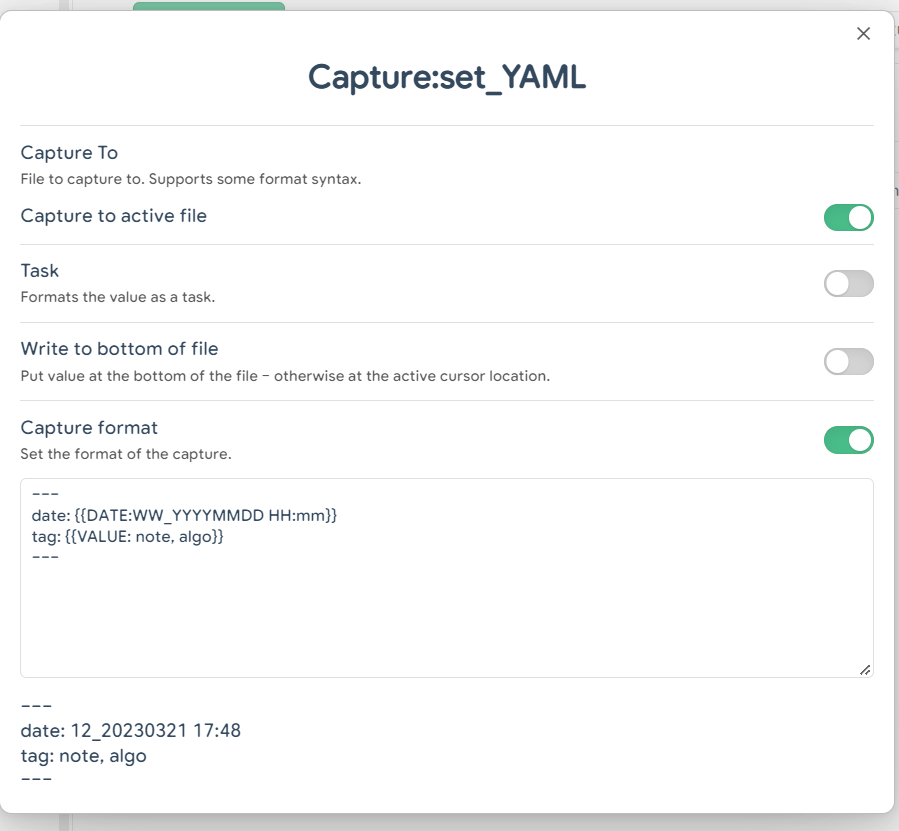 Capture:set_YAML
Capture To
File to capture to. Supports some format syntax.
Capture to active file
Task
Formats the value as a task.
Write to bottom of file
Put value at the bottom of the file – otherwise at the active cursor location.
Capture format
Set the format of the capture.
---
date: {{DATE:WW_YYYYMMDD HH:mm}}
tag: {{VALUE: note, algo}}
---
---
date: 12_20230321 17:48
tag: note, algo
---